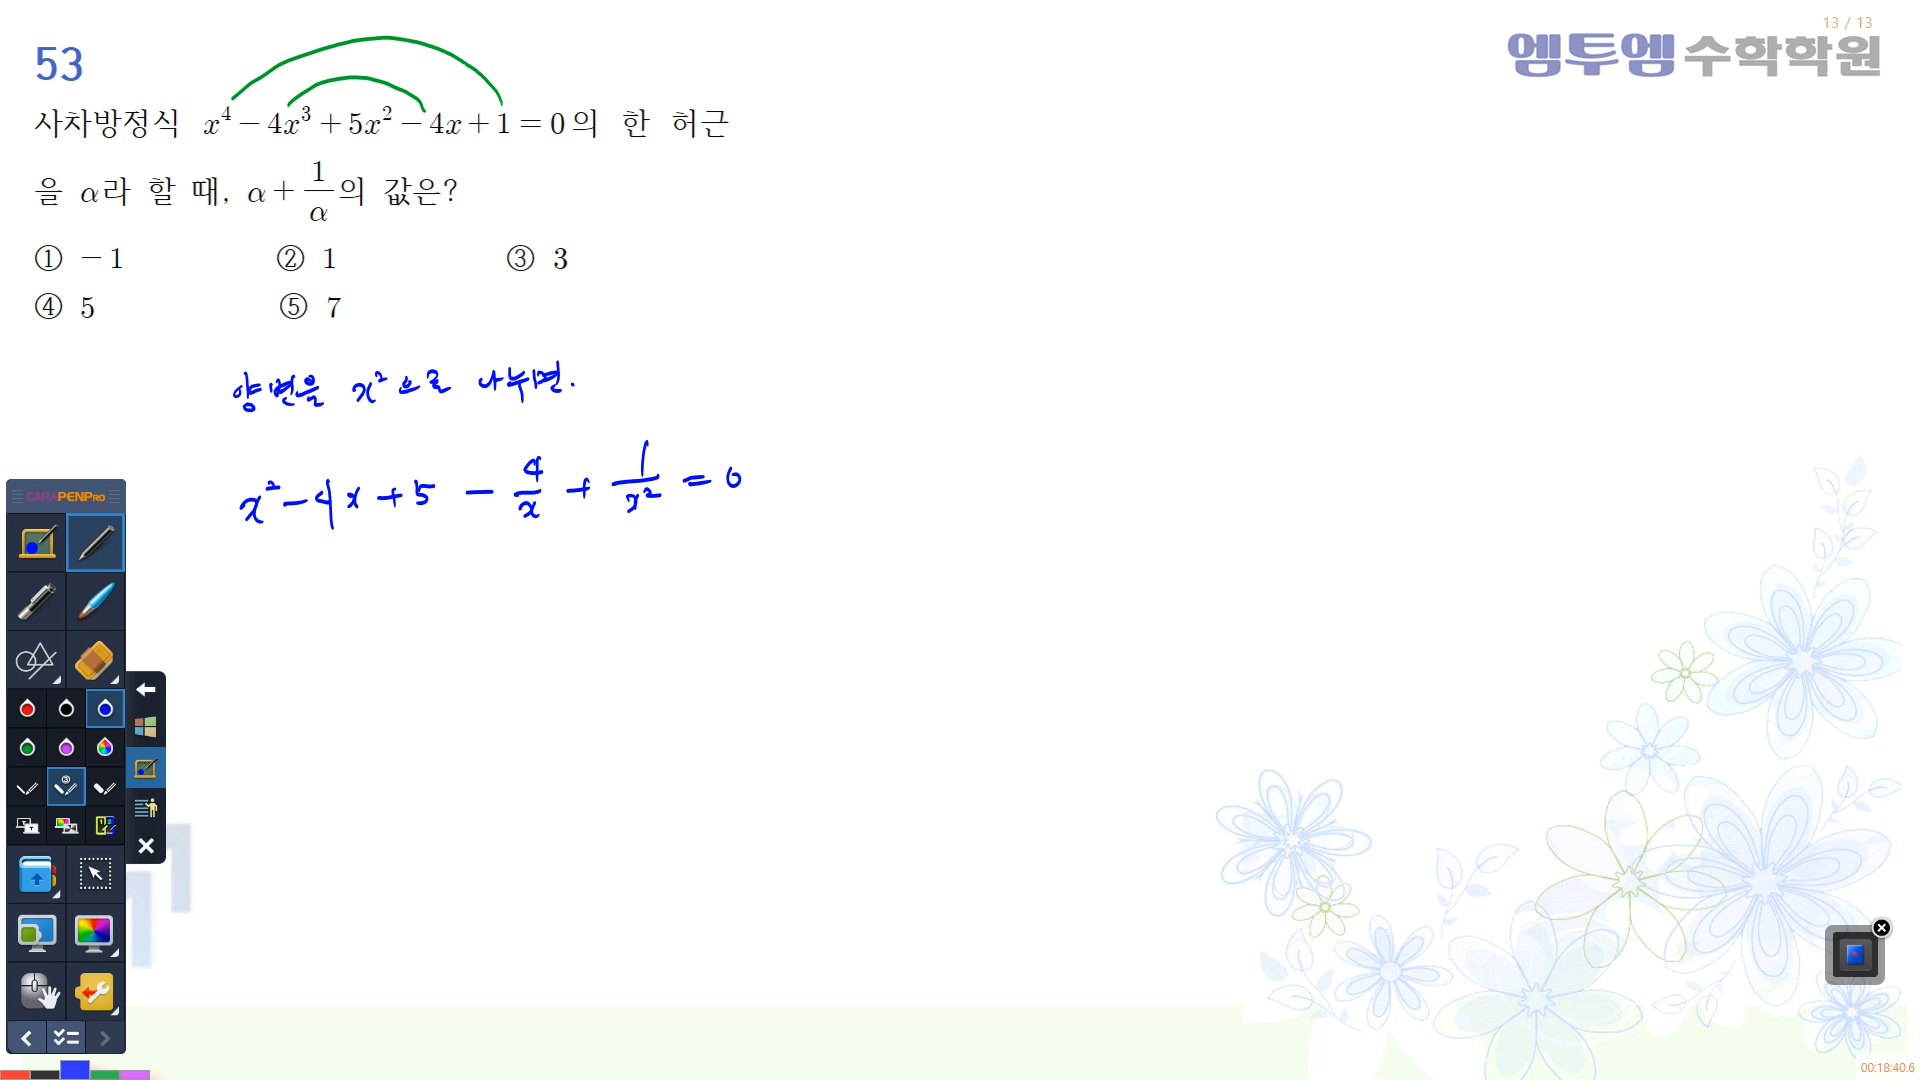 13 / 13
엠투엠 수학학원
53
사차방정식 x⁴ − 4x³ + 5x² − 4x + 1 = 0의 한 허근
을 α라 할 때, α + 1/α의 값은?
① −1 ② 1 ③ 3
④ 5 ⑤ 7
양변을 x²으로 나누면.
x² − 4x + 5 − 4/x + 1/x² = 0
CARAPENPRO
00:18:40.6